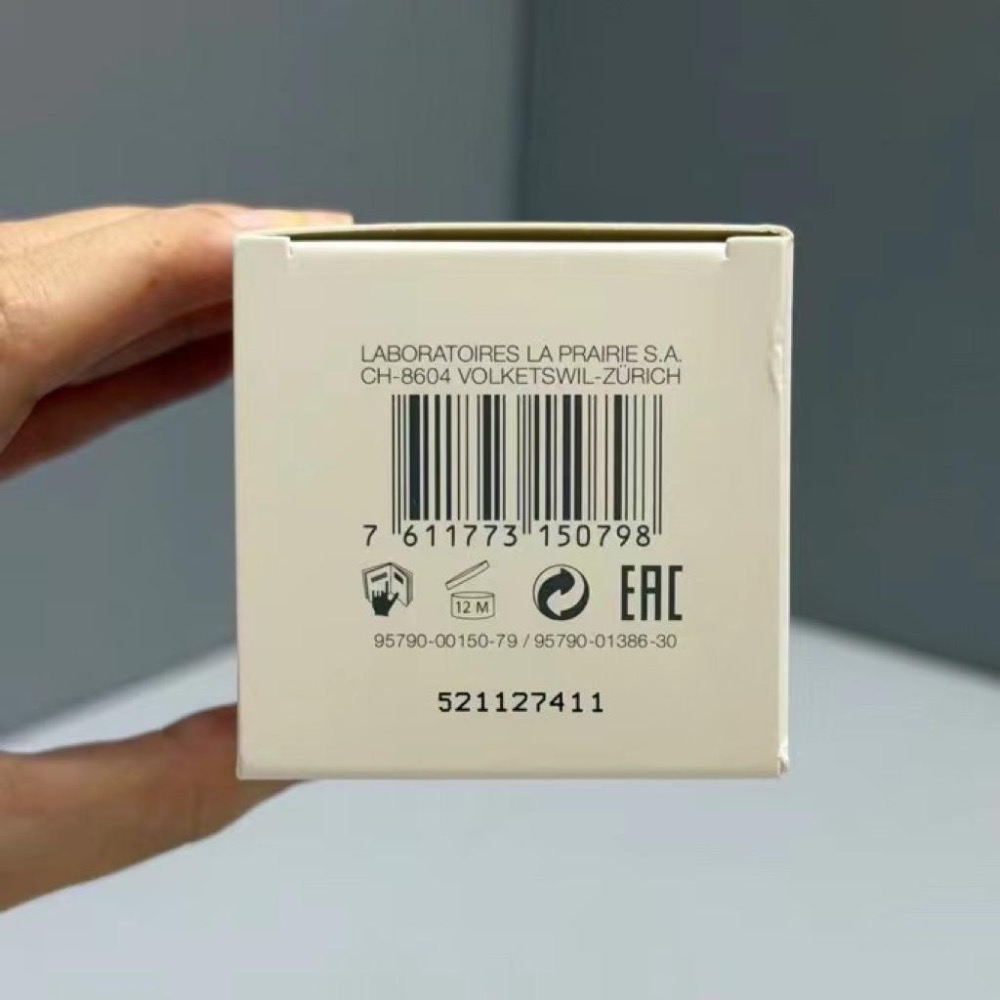 LABORATOIRES LA PRAIRIE S.A.
CH-8604 VOLKETSWIL-ZÜRICH
7 611773 150798
12 M
EAC
95790-00150-79 / 95790-01386-30
521127411